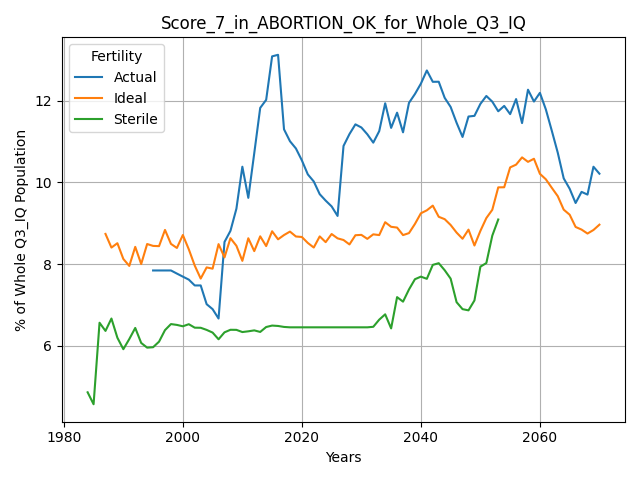 Score_7_in_ABORTION_OK_for_Whole_Q3_IQ
Fertility
Actual
Ideal
Sterile
% of Whole Q3_IQ Population
12
10
8
6
1980
2000
2020
2040
2060
Years